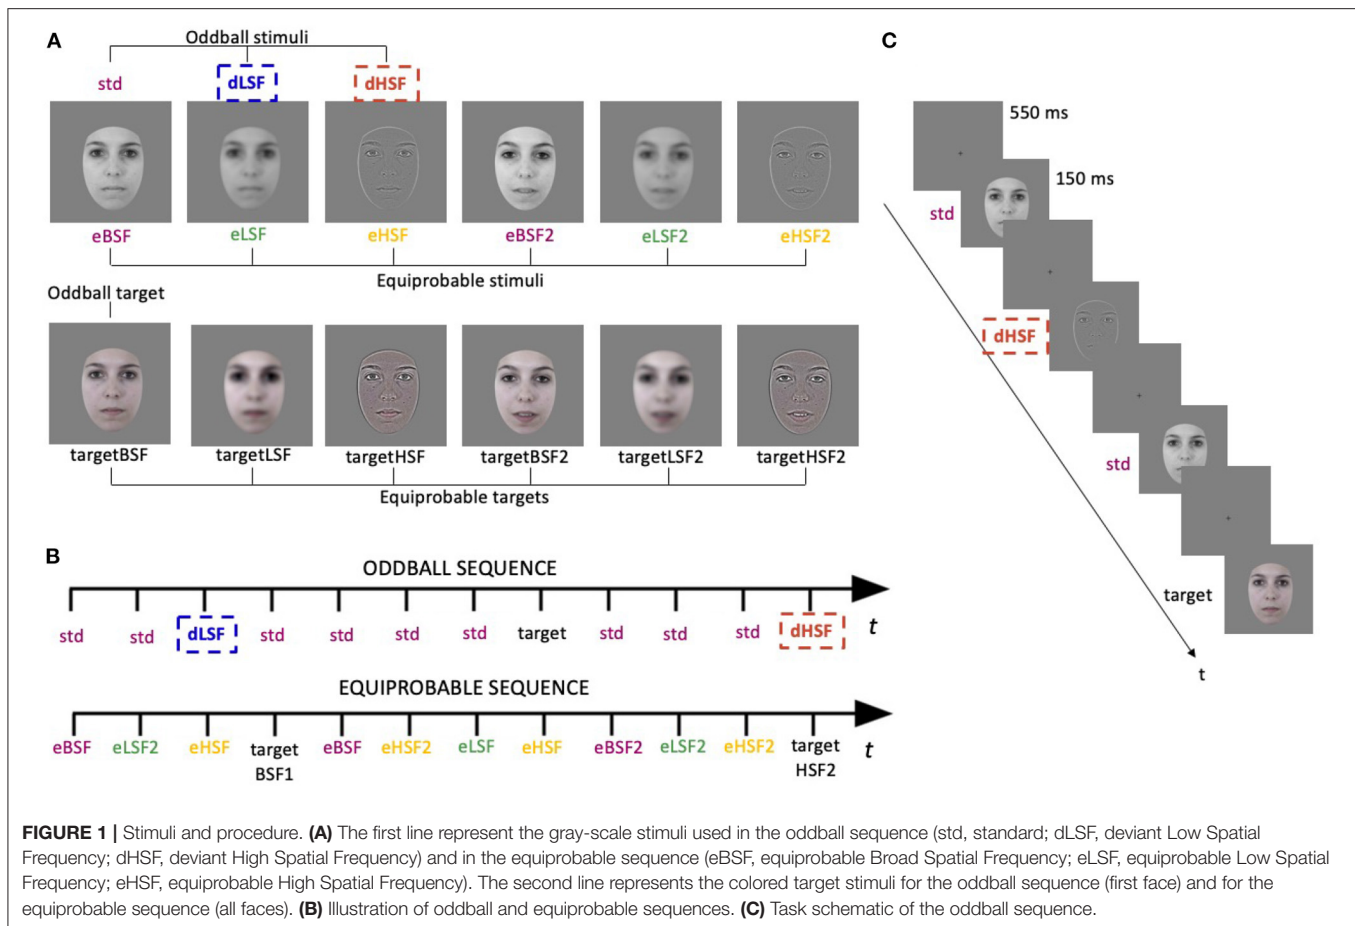 A
Oddball stimuli
std
dLSF
dHSF
eBSF
eLSF
eHSF
eBSF2
eLSF2
eHSF2
Equiprobable stimuli
Oddball target
targetBSF
targetLSF
targetHSF
targetBSF2
targetLSF2
targetHSF2
Equiprobable targets
B
ODDBALL SEQUENCE
std
std
dLSF
std
std
std
std
target
std
std
std
dHSF
t
EQUIPROBABLE SEQUENCE
eBSF
eLSF2
eHSF
target
BSF1
eBSF
eHSF2
eLSF
eHSF
eBSF2
eLSF2
eHSF2
target
HSF2
t
C
550 ms
150 ms
std
dHSF
std
target
t
FIGURE 1 | Stimuli and procedure. (A) The first line represent the gray-scale stimuli used in the oddball sequence (std, standard; dLSF, deviant Low Spatial
Frequency; dHSF, deviant High Spatial Frequency) and in the equiprobable sequence (eBSF, equiprobable Broad Spatial Frequency; eLSF, equiprobable Low Spatial
Frequency; eHSF, equiprobable High Spatial Frequency). The second line represents the colored target stimuli for the oddball sequence (first face) and for the
equiprobable sequence (all faces). (B) Illustration of oddball and equiprobable sequences. (C) Task schematic of the oddball sequence.